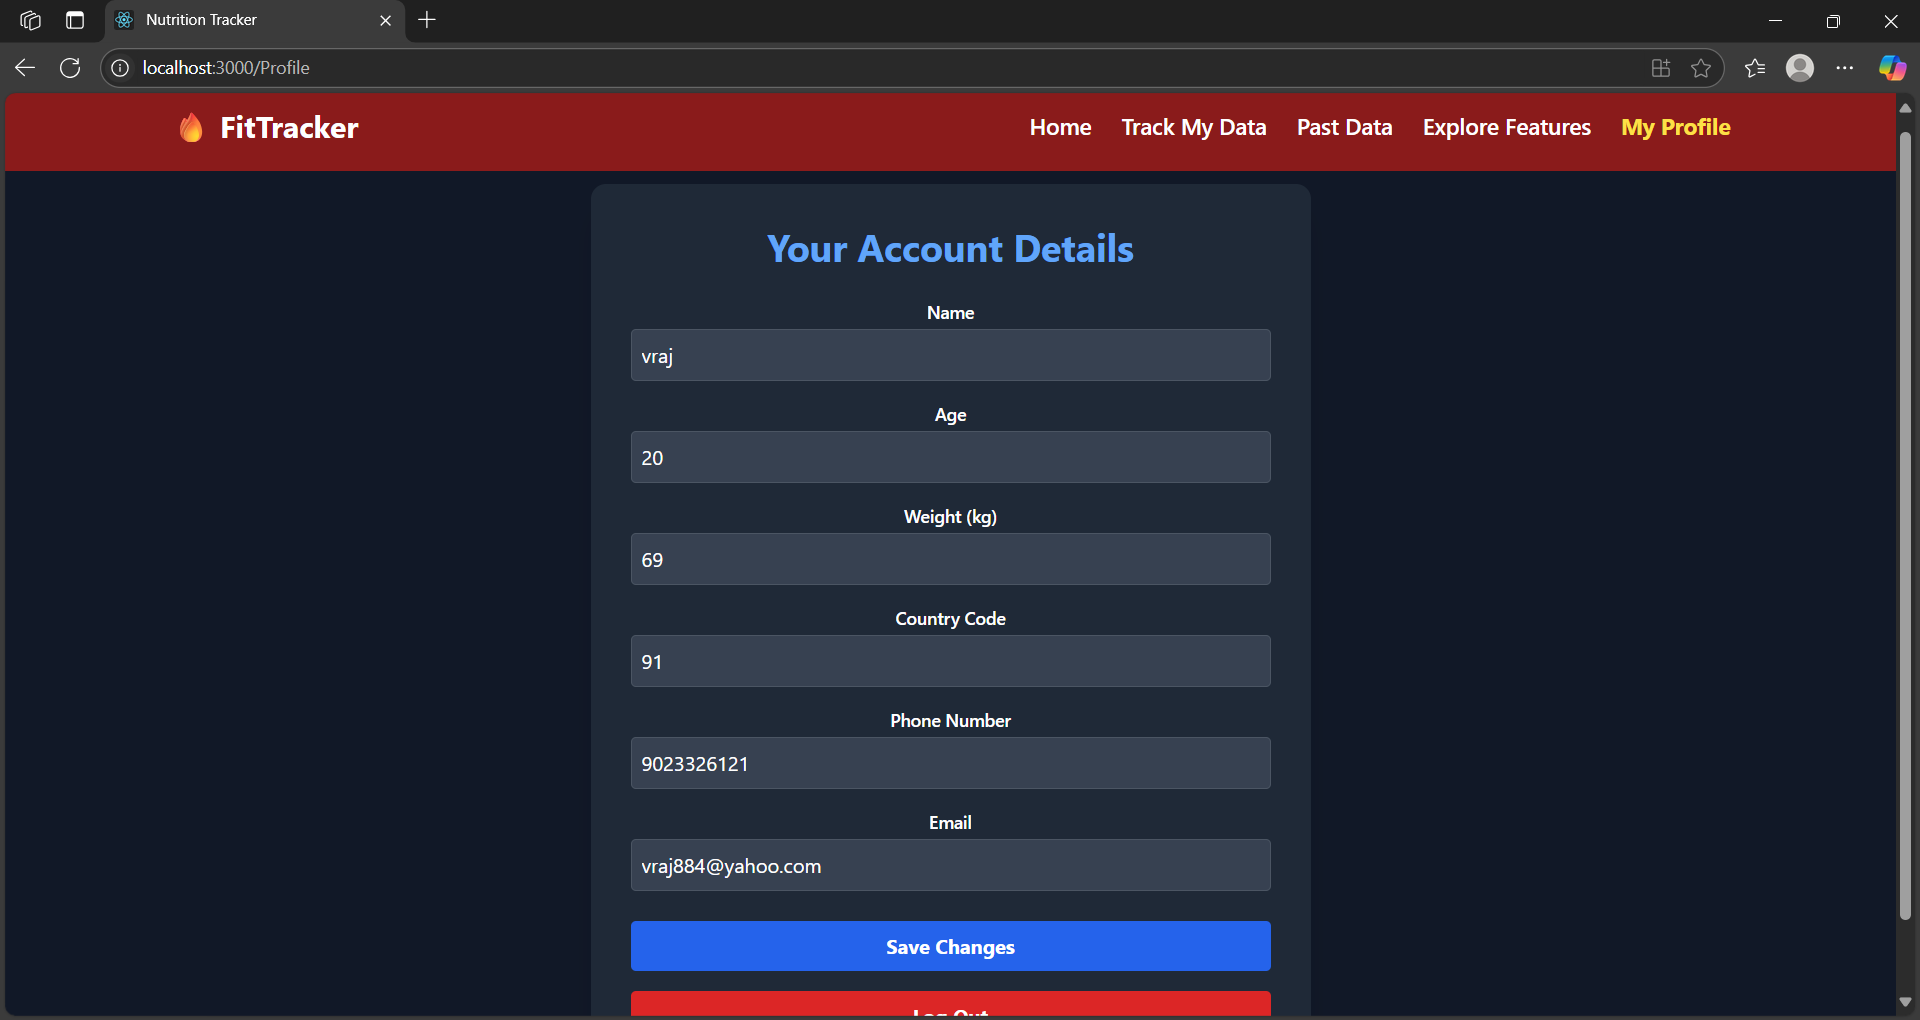 Nutrition Tracker
localhost:3000/Profile
FitTracker
Home Track My Data Past Data Explore Features My Profile
Your Account Details
Name
vraj
Age
20
Weight (kg)
69
Country Code
91
Phone Number
9023326121
Email
vraj884@yahoo.com
Save Changes
Log Out